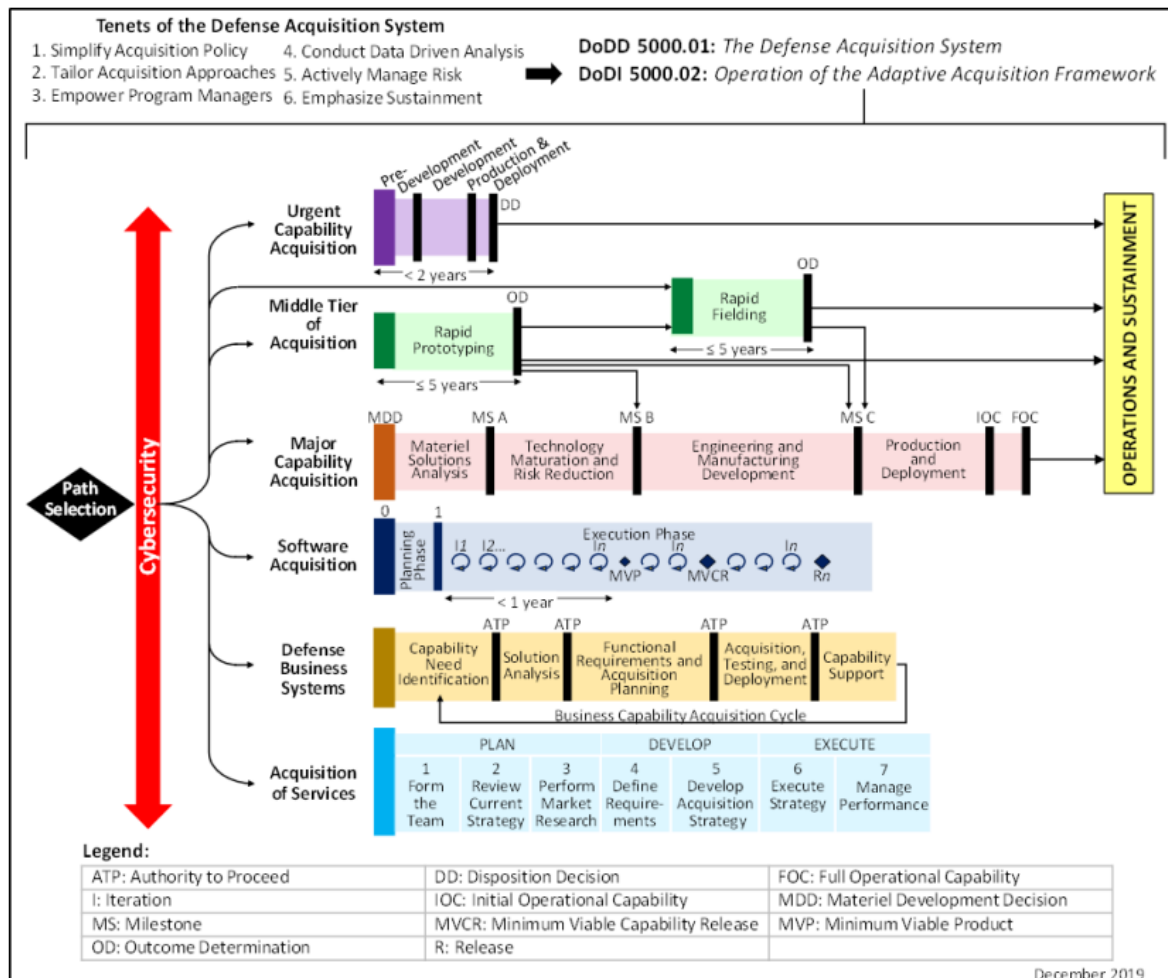 Tenets of the Defense Acquisition System
1. Simplify Acquisition Policy
2. Tailor Acquisition Approaches
3. Empower Program Managers
4. Conduct Data Driven Analysis
5. Actively Manage Risk
6. Emphasize Sustainment
DoDD 5000.01: The Defense Acquisition System
DoDI 5000.02: Operation of the Adaptive Acquisition Framework
Path
Selection
Cybersecurity
Urgent
Capability
Acquisition
Pre-
Development
Development
Production &
Deployment
DD
< 2 years
Middle Tier
of
Acquisition
Rapid
Prototyping
OD
≤ 5 years
Rapid
Fielding
OD
≤ 5 years
Major
Capability
Acquisition
MDD
Materiel
Solutions
Analysis
MS A
Technology
Maturation and
Risk Reduction
MS B
Engineering and
Manufacturing
Development
MS C
Production
and
Deployment
IOC
FOC
Software
Acquisition
0
Planning
Phase
1
Execution Phase
I1
I2...
In
In
In
MVP
MVCR
Rn
< 1 year
Defense
Business
Systems
Capability
Need
Identification
ATP
Solution
Analysis
ATP
Functional
Requirements and
Acquisition
Planning
ATP
Acquisition,
Testing, and
Deployment
ATP
Capability
Support
Business Capability Acquisition Cycle
Acquisition
of Services
PLAN
DEVELOP
EXECUTE
1
Form
the
Team
2
Review
Current
Strategy
3
Perform
Market
Research
4
Define
Require-
ments
5
Develop
Acquisition
Strategy
6
Execute
Strategy
7
Manage
Performance
OPERATIONS AND SUSTAINMENT
Legend:
ATP: Authority to Proceed
DD: Disposition Decision
FOC: Full Operational Capability
I: Iteration
IOC: Initial Operational Capability
MDD: Materiel Development Decision
MS: Milestone
MVCR: Minimum Viable Capability Release
MVP: Minimum Viable Product
OD: Outcome Determination
R: Release
December 2019